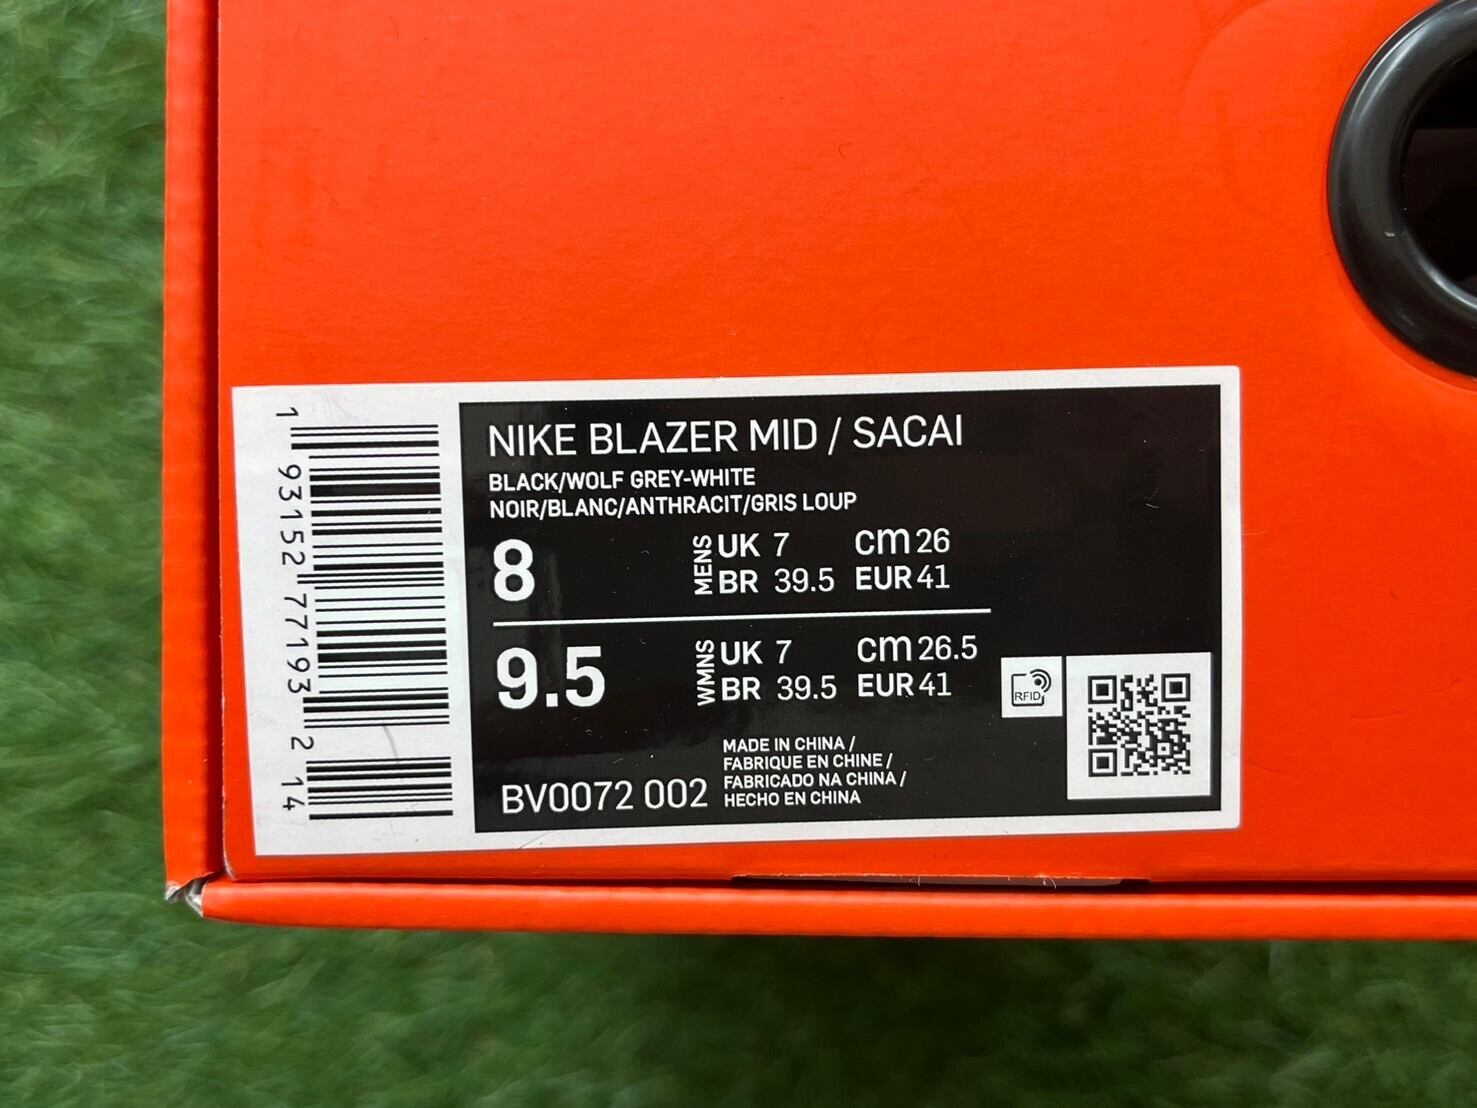 NIKE BLAZER MID / SACAI
BLACK/WOLF GREY-WHITE
NOIR/BLANC/ANTHRACIT/GRIS LOUP
8 MENS UK 7 cm 26
BR 39.5 EUR 41
9.5 WMNS UK 7 cm 26.5
BR 39.5 EUR 41
RFID
MADE IN CHINA /
FABRIQUE EN CHINE /
FABRICADO NA CHINA /
HECHO EN CHINA
BV0072 002
1 93152 77193 2 14